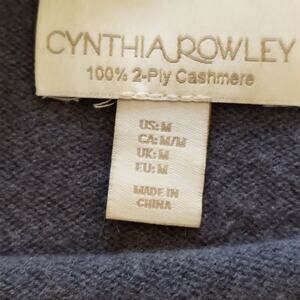 CYNTHIA ROWLEY
100% 2-Ply Cashmere
US: M
CA: M/M
UK: M
EU: M
MADE IN
CHINA